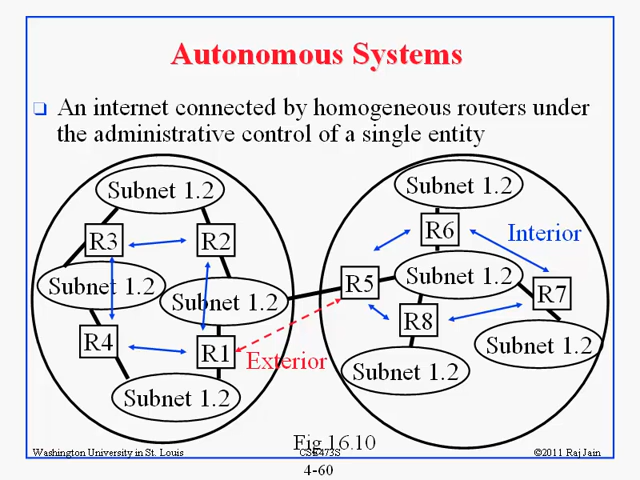 Autonomous Systems
An internet connected by homogeneous routers under
the administrative control of a single entity
Subnet 1.2
Subnet 1.2
R3
R2
R6
Interior
Subnet 1.2
Subnet 1.2
R5
Subnet 1.2
R7
R4
R1
Exterior
R8
Subnet 1.2
Subnet 1.2
Subnet 1.2
Fig 16.10
Washington University in St. Louis
CSE473S
©2011 Raj Jain
4-60